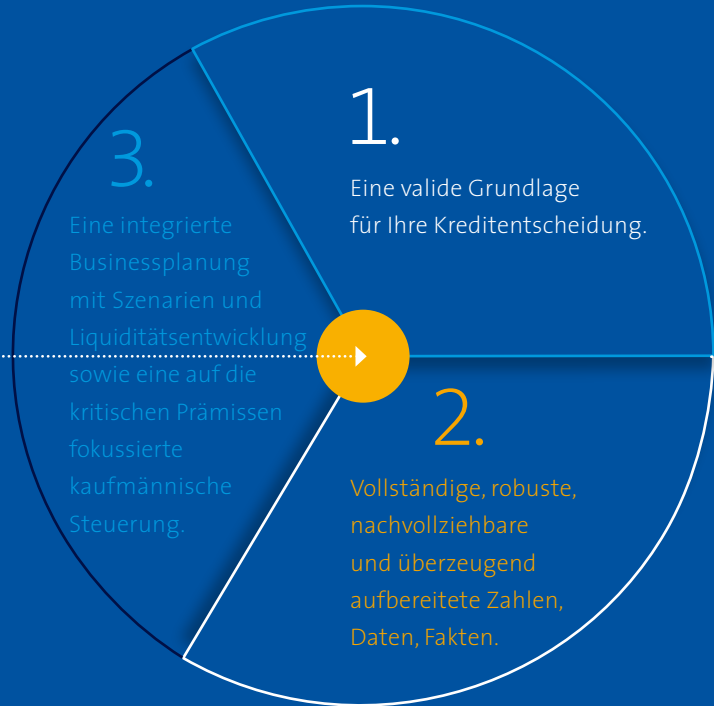 1.
Eine valide Grundlage
für Ihre Kreditentscheidung.
2.
Vollständige, robuste,
nachvollziehbare
und überzeugend
aufbereitete Zahlen,
Daten, Fakten.
3.
Eine integrierte
Businessplanung
mit Szenarien und
Liquiditätsentwicklung
sowie eine auf die
kritischen Prämissen
fokussierte
kaufmännische
Steuerung.